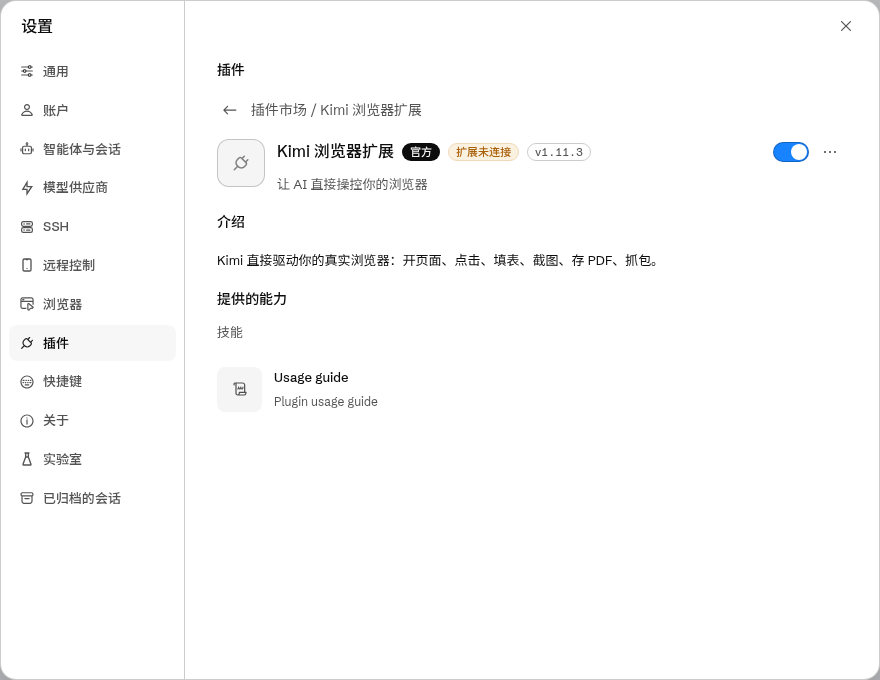 设置
通用
账户
智能体与会话
模型供应商
SSH
远程控制
浏览器
插件
快捷键
关于
实验室
已归档的会话
插件
插件市场 / Kimi 浏览器扩展
Kimi 浏览器扩展 官方 扩展未连接 v1.11.3
让 AI 直接操控你的浏览器
介绍
Kimi 直接驱动你的真实浏览器：开页面、点击、填表、截图、存 PDF、抓包。
提供的能力
技能
Usage guide
Plugin usage guide